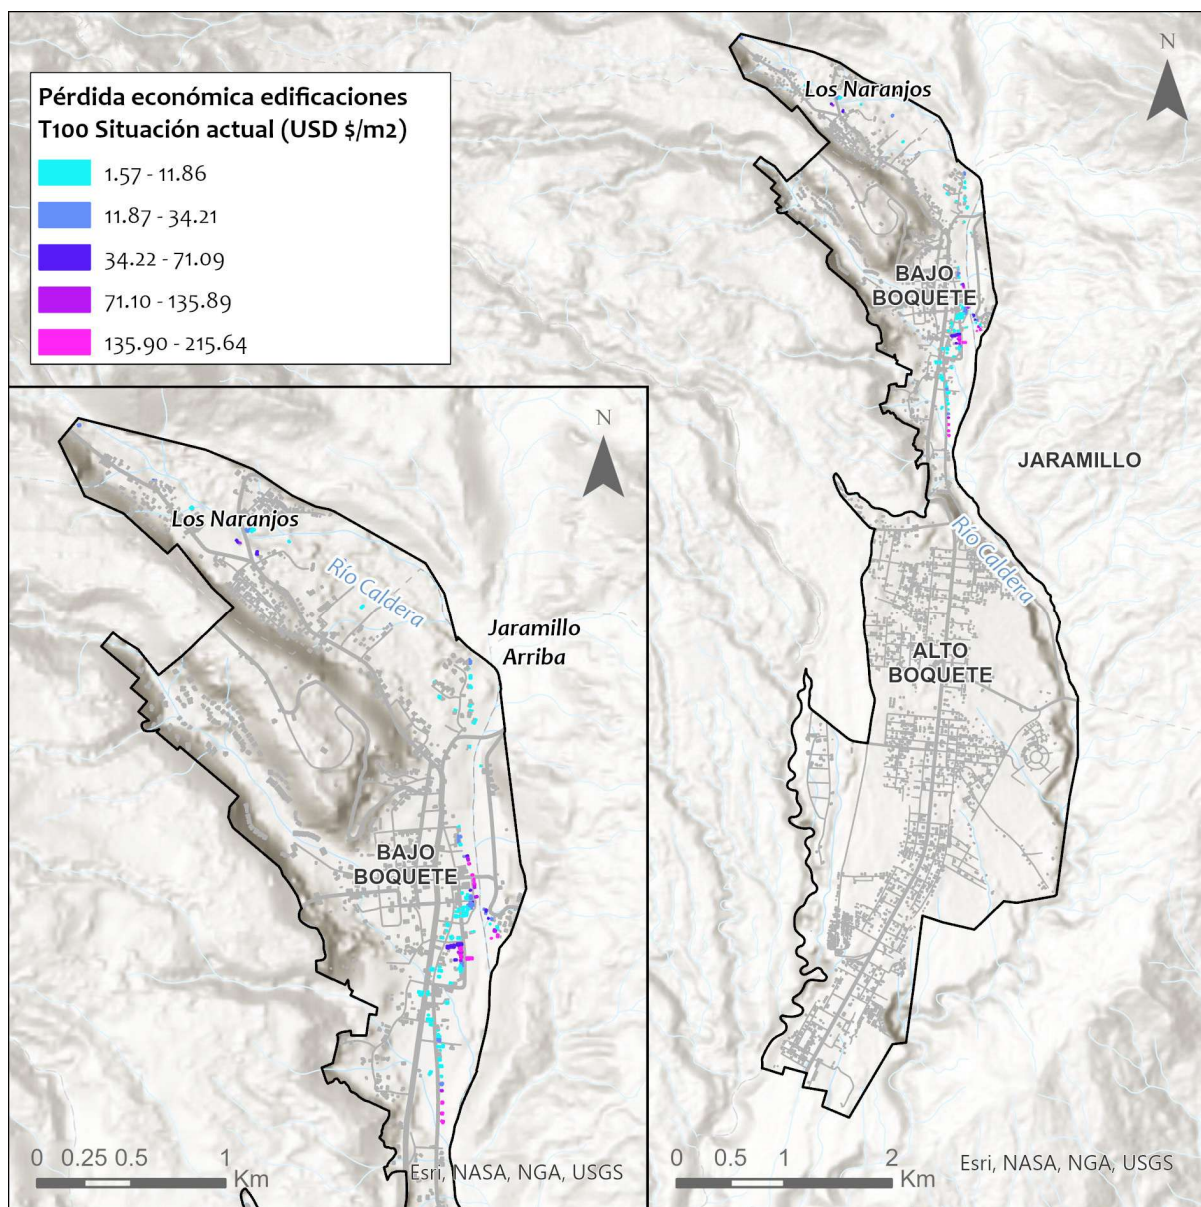 Pérdida económica edificaciones
T100 Situación actual (USD $/m2)
1.57 - 11.86
11.87 - 34.21
34.22 - 71.09
71.10 - 135.89
135.90 - 215.64
N
Los Naranjos
BAJO
BOQUETE
JARAMILLO
Río Caldera
ALTO
BOQUETE
0 0.5 1 2
Km
Esri, NASA, NGA, USGS
N
Los Naranjos
Río Caldera
Jaramillo
Arriba
BAJO
BOQUETE
0 0.25 0.5 1
Km
Esri, NASA, NGA, USGS